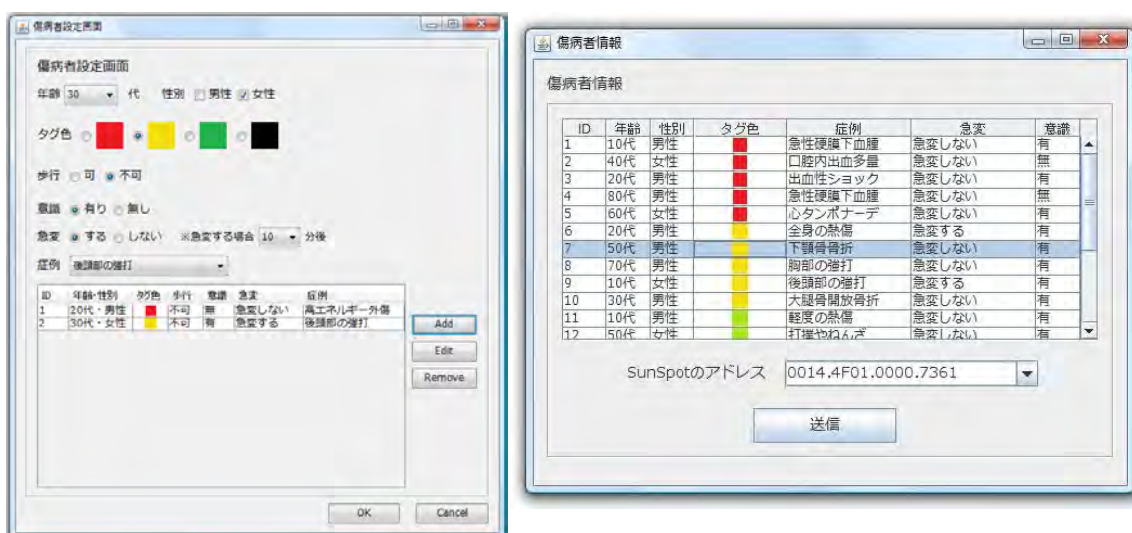 傷病者設定画面
傷病者設定画面
年齢 30 代 性別 男性 女性
タグ色
歩行 可 不可
意識 有り 無し
急変 する しない ※急変する場合 10 分後
症例 後頭部の強打
ID 年齢・性別 タグ色 歩行 意識 急変 症例
1 20代・男性 不可 無 急変しない 高エネルギー外傷
2 30代・女性 不可 有 急変する 後頭部の強打
Add
Edit
Remove
OK Cancel
傷病者情報
傷病者情報
ID 年齢 性別 タグ色 症例 急変 意識
1 10代 男性 急性硬膜下血腫 急変しない 有
2 40代 女性 口腔内出血多量 急変しない 無
3 20代 男性 出血性ショック 急変しない 有
4 80代 男性 急性硬膜下血腫 急変しない 無
5 60代 女性 心タンポナーデ 急変しない 有
6 20代 男性 全身の熱傷 急変する 有
7 50代 男性 下顎骨骨折 急変しない 有
8 70代 男性 胸部の強打 急変しない 有
9 10代 女性 後頭部の強打 急変する 有
10 30代 男性 大腿骨開放骨折 急変しない 有
11 10代 男性 軽度の熱傷 急変しない 有
12 50代 女性 打撲やねんざ 急変しない 有
SunSpotのアドレス 0014.4F01.0000.7361
送信